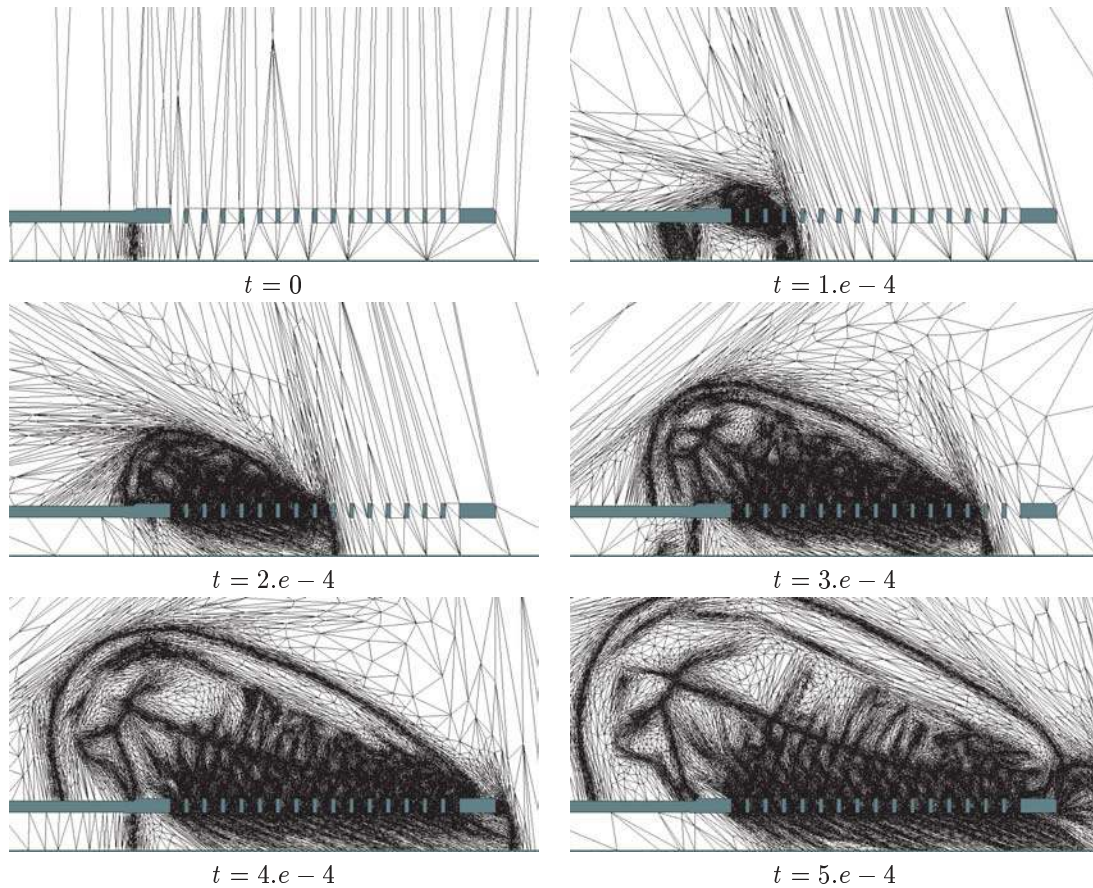 t = 0
t = 1.e − 4
t = 2.e − 4
t = 3.e − 4
t = 4.e − 4
t = 5.e − 4